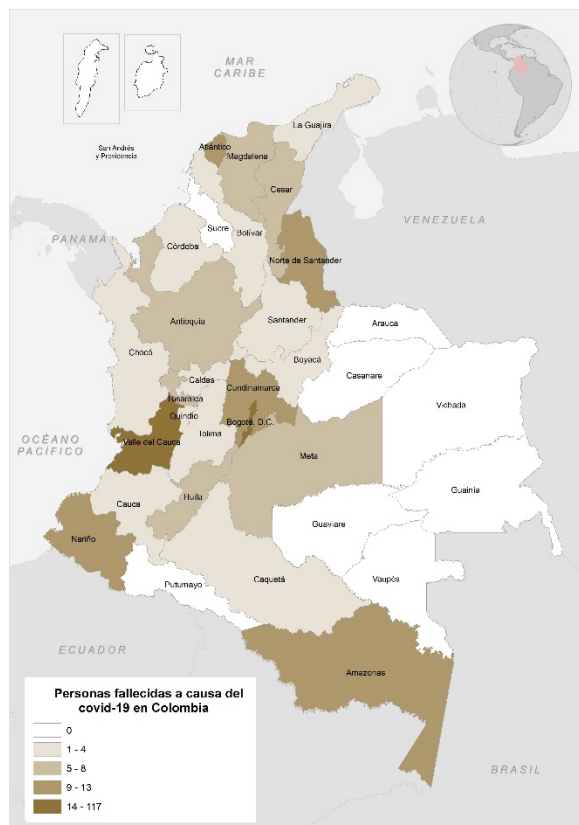 MAR
CARIBE
La Guajira
San Andrés
y Providencia
Atlántico
Magdalena
Cesar
VENEZUELA
PANAMÁ
Sucre
Bolívar
Córdoba
Norte de Santander
Antioquia
Santander
Arauca
Chocó
Boyacá
Caldas
Casanare
Cundinamarca
Risaralda
Vichada
Quindío
Bogotá, D.C.
OCÉANO
PACÍFICO
Valle del Cauca
Tolima
Meta
Guainía
Huila
Cauca
Guaviare
Nariño
Caquetá
Vaupós
Putumayo
ECUADOR
Amazonas
Personas fallecidas a causa del
covid-19 en Colombia
0
1 - 4
5 - 8
9 - 13
14 - 117
BRASIL